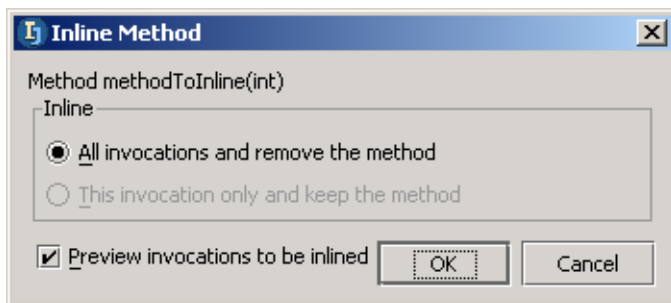 Inline Method
Method methodToInline(int)
Inline
All invocations and remove the method
This invocation only and keep the method
Preview invocations to be inlined OK Cancel